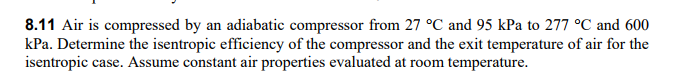 8.11 Air is compressed by an adiabatic compressor from 27 °C and 95 kPa to 277 °C and 600
kPa. Determine the isentropic efficiency of the compressor and the exit temperature of air for the
isentropic case. Assume constant air properties evaluated at room temperature.